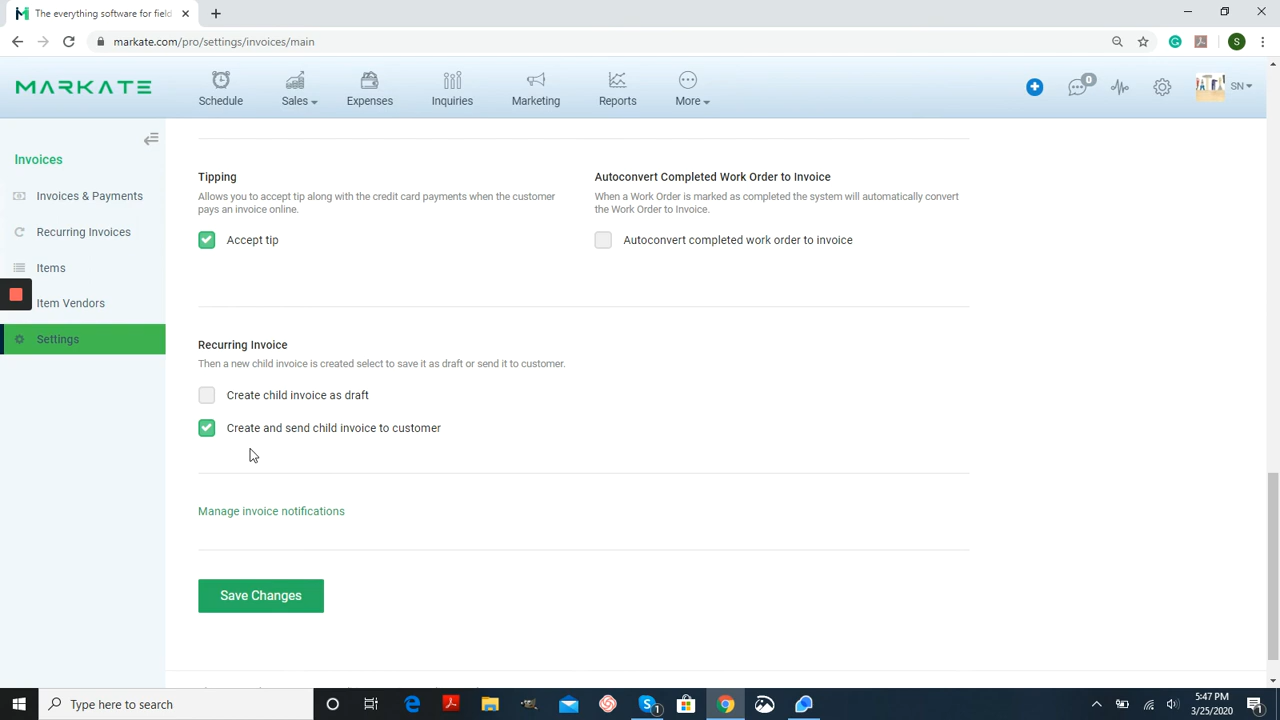 The everything software for field
markate.com/pro/settings/invoices/main
S
MARKATE
Schedule
Sales
Expenses
Inquiries
Marketing
Reports
More
0
SN
Invoices
Invoices & Payments
Recurring Invoices
Items
Item Vendors
Settings
Tipping
Allows you to accept tip along with the credit card payments when the customer
pays an invoice online.
Accept tip
Autoconvert Completed Work Order to Invoice
When a Work Order is marked as completed the system will automatically convert
the Work Order to Invoice.
Autoconvert completed work order to invoice
Recurring Invoice
Then a new child invoice is created select to save it as draft or send it to customer.
Create child invoice as draft
Create and send child invoice to customer
Manage invoice notifications
Save Changes
Type here to search
1
5:47 PM
3/25/2020
1